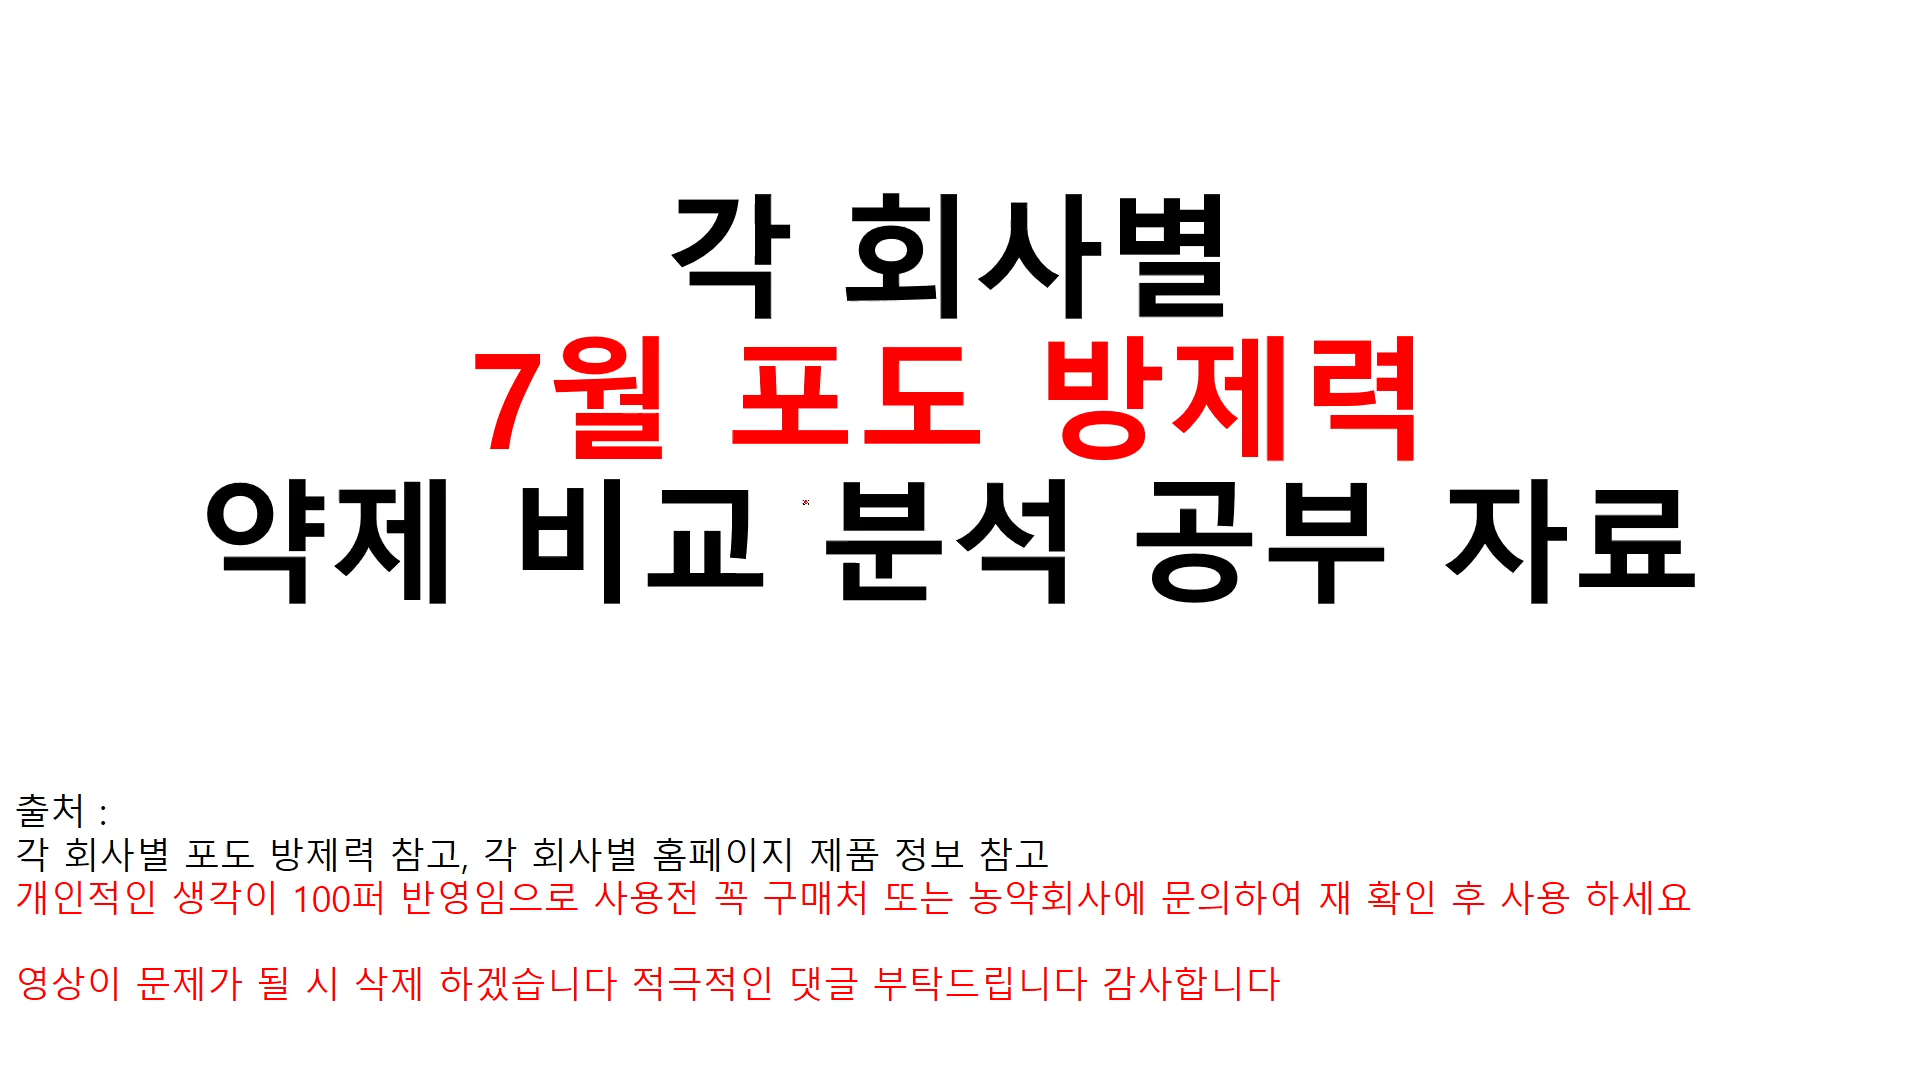 각 회사별
7월 포도 방제력
약제 비교 분석 공부 자료
출처 :
각 회사별 포도 방제력 참고, 각 회사별 홈페이지 제품 정보 참고
개인적인 생각이 100퍼 반영임으로 사용전 꼭 구매처 또는 농약회사에 문의하여 재 확인 후 사용 하세요
영상이 문제가 될 시 삭제 하겠습니다 적극적인 댓글 부탁드립니다 감사합니다